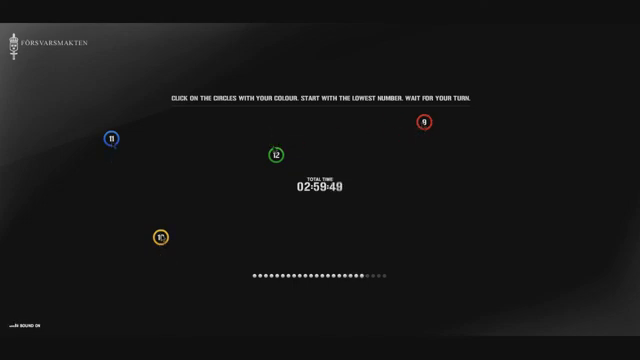 FÖRSVARSMAKTEN
CLICK ON THE CIRCLES WITH YOUR COLOUR. START WITH THE LOWEST NUMBER. WAIT FOR YOUR TURN.
9
11
12
TOTAL TIME
02:59:49
10
SOUND ON